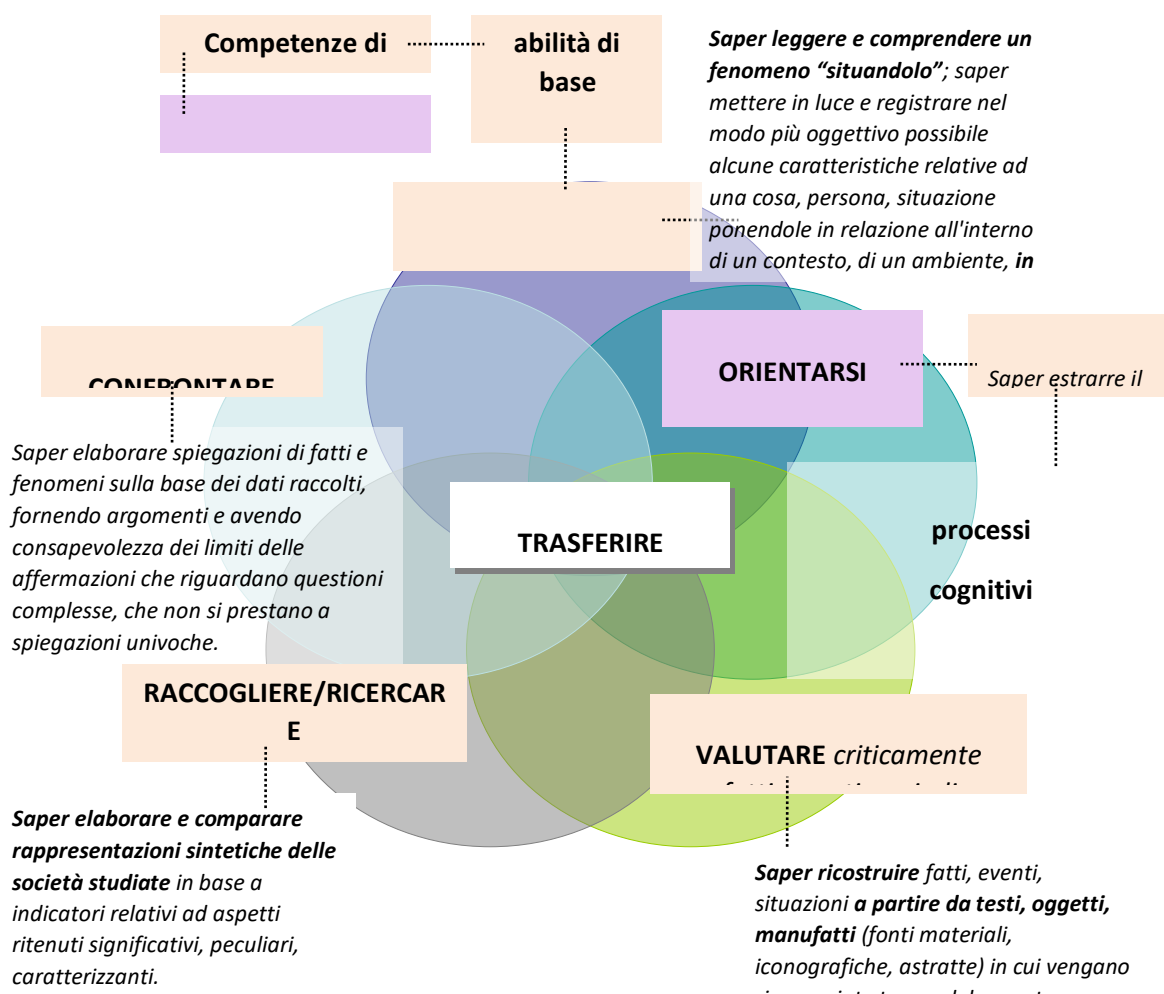 Competenze di
abilità di
base
Saper leggere e comprendere un
fenomeno “situandolo”; saper
mettere in luce e registrare nel
modo più oggettivo possibile
alcune caratteristiche relative ad
una cosa, persona, situazione
ponendole in relazione all'interno
di un contesto, di un ambiente, in
ORIENTARSI
Saper estrarre il
CONFRONTARE
Saper elaborare spiegazioni di fatti e
fenomeni sulla base dei dati raccolti,
fornendo argomenti e avendo
consapevolezza dei limiti delle
affermazioni che riguardano questioni
complesse, che non si prestano a
spiegazioni univoche.
TRASFERIRE
processi
cognitivi
RACCOGLIERE/RICERCAR
E
VALUTARE criticamente
Saper elaborare e comparare
rappresentazioni sintetiche delle
società studiate in base a
indicatori relativi ad aspetti
ritenuti significativi, peculiari,
caratterizzanti.
Saper ricostruire fatti, eventi,
situazioni a partire da testi, oggetti,
manufatti (fonti materiali,
iconografiche, astratte) in cui vengano